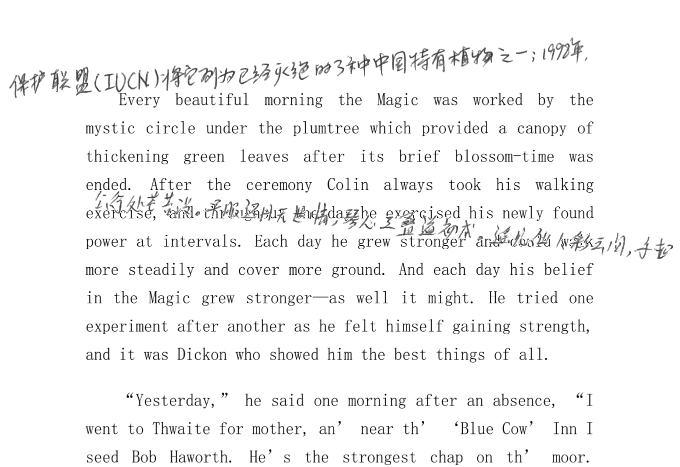 保护联盟(IUCN)将它列为已经灭绝的3种中国特有植物之一；1998年，
Every beautiful morning the Magic was worked by the
mystic circle under the plumtree which provided a canopy of
thickening green leaves after its brief blossom-time was
ended. After the ceremony Colin always took his walking
exercise, and throughout the day he exercised his newly found
power at intervals. Each day he grew stronger and could walk
more steadily and cover more ground. And each day his belief
in the Magic grew stronger—as well it might. He tried one
experiment after another as he felt himself gaining strength,
and it was Dickon who showed him the best things of all.
“Yesterday,” he said one morning after an absence, “I
went to Thwaite for mother, an’ near th’ ‘Blue Cow’ Inn I
seed Bob Haworth. He’s the strongest chap on th’ moor.